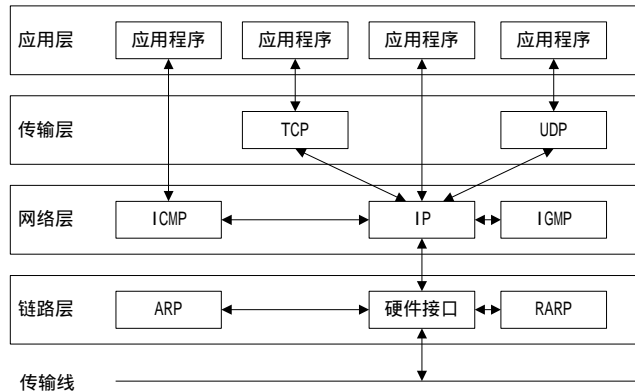 应用层 应用程序 应用程序 应用程序 应用程序
传输层 TCP UDP
网络层 ICMP IP IGMP
链路层 ARP 硬件接口 RARP
传输线